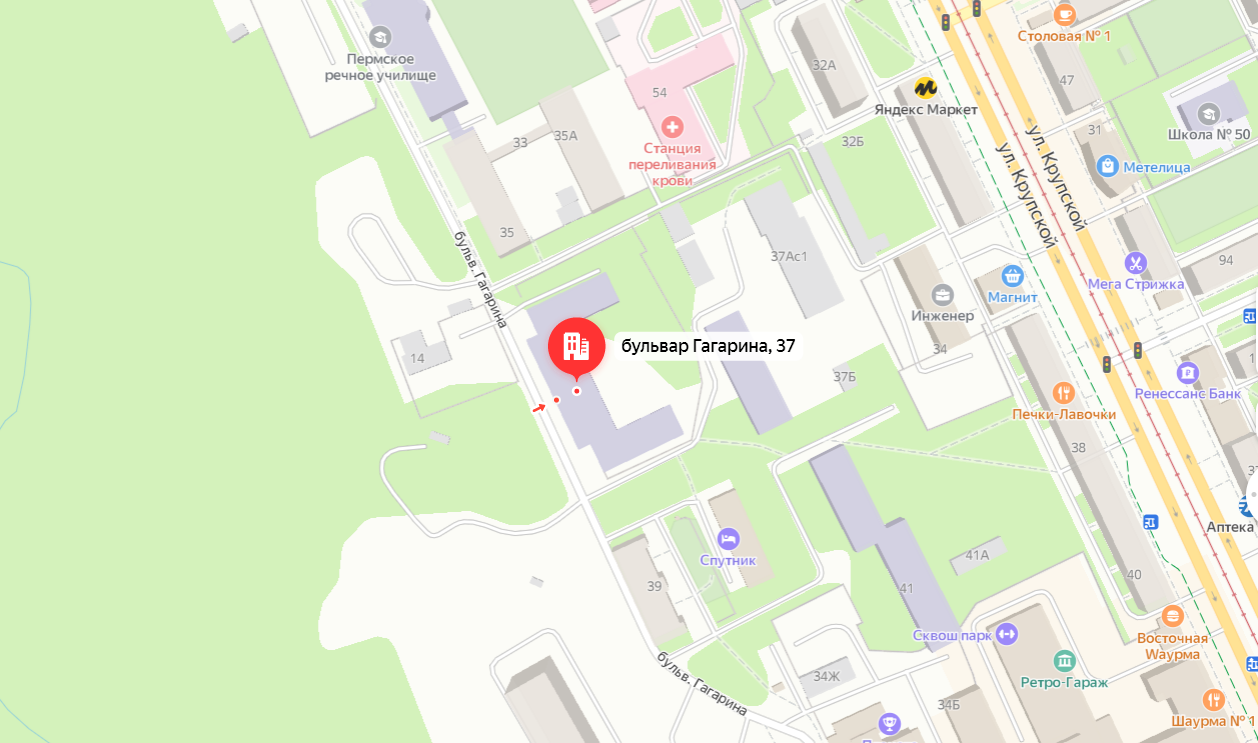 Столовая № 1
Пермское
речное училище
32А
47
54
Яндекс Маркет
Школа № 50
33
35А
31
32Б
Станция
переливания
крови
Метелица
ул. Крупской
ул. Крупской
35
бульв. Гагарина
37Ас1
94
Мега Стрижка
Магнит
Инженер
34
14
бульвар Гагарина, 37
37Б
Ренессанс Банк
Печки-Лавочки
38
Аптека
Спутник
41А
39
41
40
Сквош парк
Восточная
Wаурма
бульв. Гагарина
34Ж
Ретро-Гараж
34Б
Шаурма № 1